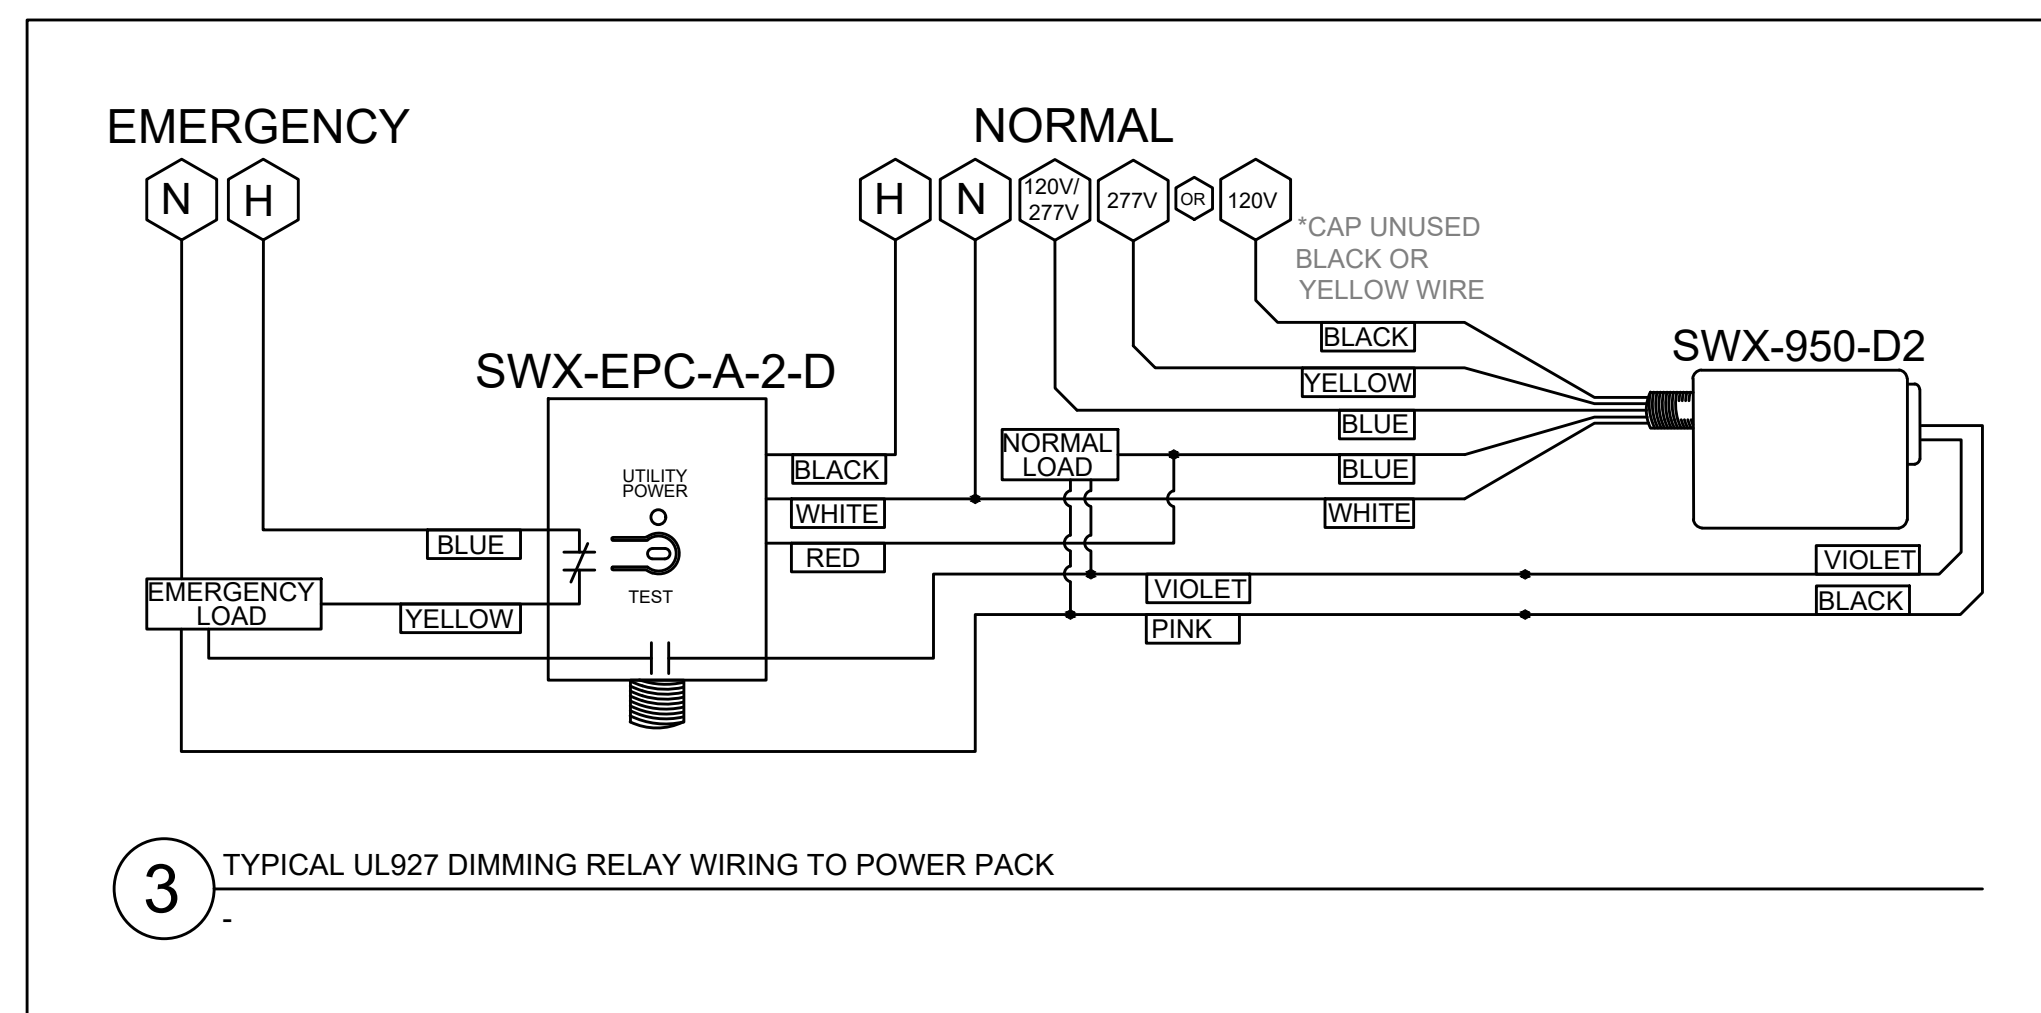 EMERGENCY
NORMAL
N
H
H
N
120V/
277V
277V
OR
120V
*CAP UNUSED
BLACK OR
YELLOW WIRE
BLACK
SWX-950-D2
SWX-EPC-A-2-D
YELLOW
BLUE
NORMAL
LOAD
BLACK
BLUE
UTILITY
POWER
WHITE
WHITE
BLUE
RED
VIOLET
EMERGENCY
LOAD
YELLOW
TEST
VIOLET
BLACK
PINK
3
TYPICAL UL927 DIMMING RELAY WIRING TO POWER PACK
-